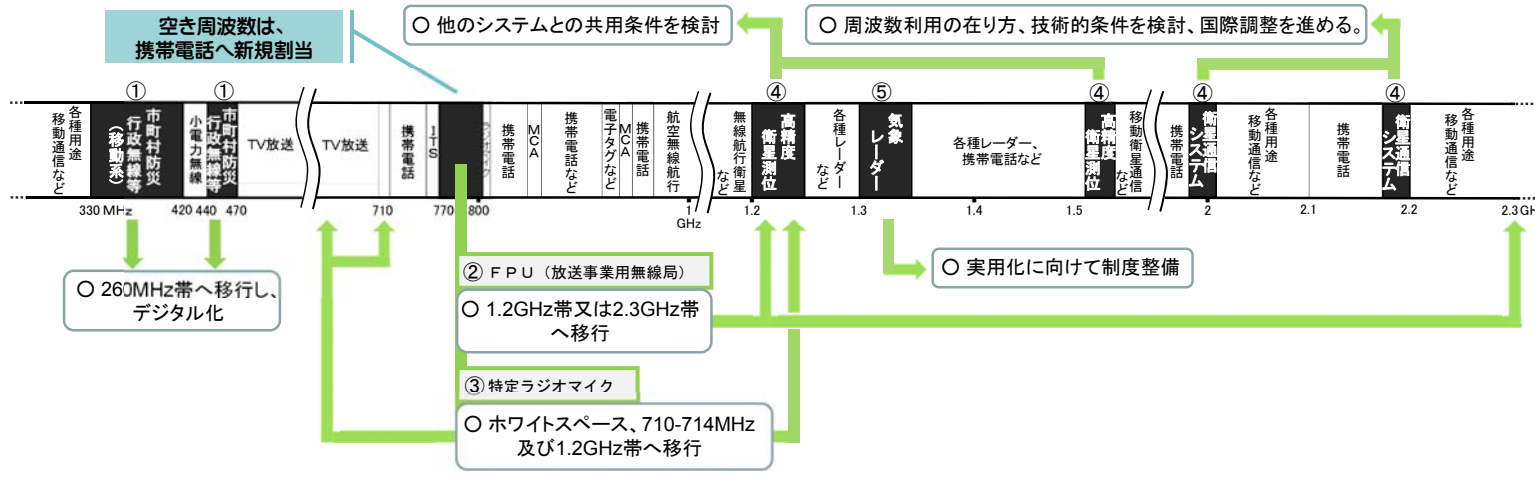 空き周波数は、
携帯電話へ新規割当
○ 他のシステムとの共用条件を検討
○ 周波数利用の在り方、技術的条件を検討、国際調整を進める。
①
①
④
⑤
④
④
④
各種用途
移動通信など
市町村防災
行政無線等
(移動系)
小電力無線
市町村防災
行政無線等
TV放送
TV放送
携帯電話
ITS
ラジオマイク
携帯電話
MCA
携帯電話など
電子タグなど
MCA
携帯電話
航空無線航行
無線航行衛星
など
高精度
衛星測位
各種レーダー
など
気象
レーダー
各種レーダー、
携帯電話など
高精度
衛星測位
移動衛星通信
など
携帯電話
衛星通信
システム
各種用途
移動通信など
携帯電話
衛星通信
システム
各種用途
移動通信など
330 MHz
420
440
470
710
770
800
1
GHz
1.2
1.3
1.4
1.5
2
2.1
2.2
2.3 GH
○ 260MHz帯へ移行し、
デジタル化
② FPU（放送事業用無線局）
○ 1.2GHz帯又は2.3GHz帯
へ移行
○ 実用化に向けて制度整備
③ 特定ラジオマイク
○ ホワイトスペース、710-714MHz
及び1.2GHz帯へ移行